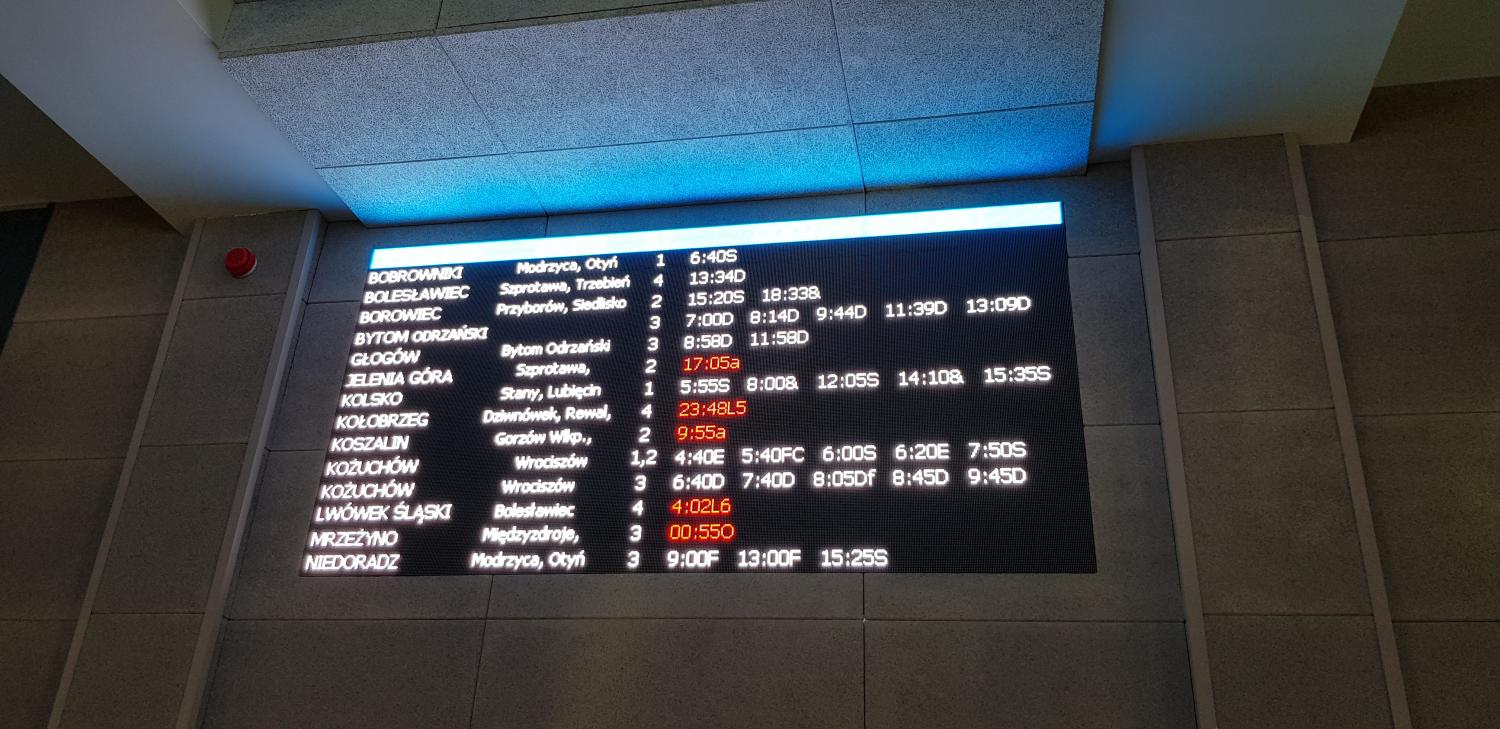 BOBROWNIKI Modrzyca, Otyń 1 6:40S
BOLESŁAWIEC Szprotawa, Trzebień 4 13:34D
BOROWIEC Przyborów, Siedlisko 2 15:20S 18:33&
BYTOM ODRZAŃSKI 3 7:00D 8:14D 9:44D 11:39D 13:09D
GŁOGÓW Bytom Odrzański 3 8:58D 11:58D
JELENIA GÓRA Szprotawa, 2 17:05a
KOLSKO Stany, Lubięcin 1 5:55S 8:00& 12:05S 14:10& 15:35S
KOŁOBRZEG Dziwnówek, Rewal, 4 23:48L5
KOSZALIN Gorzów Wlkp., 2 9:55a
KOŻUCHÓW Wrociszów 1,2 4:40E 5:40FC 6:00S 6:20E 7:50S
KOŻUCHÓW Wrociszów 3 6:40D 7:40D 8:05Df 8:45D 9:45D
LWÓWEK ŚLĄSKI Bolesławiec 4 4:02L6
MRZEŻYNO Międzyzdroje, 3 00:55O
NIEDORADZ Modrzyca, Otyń 3 9:00F 13:00F 15:25S